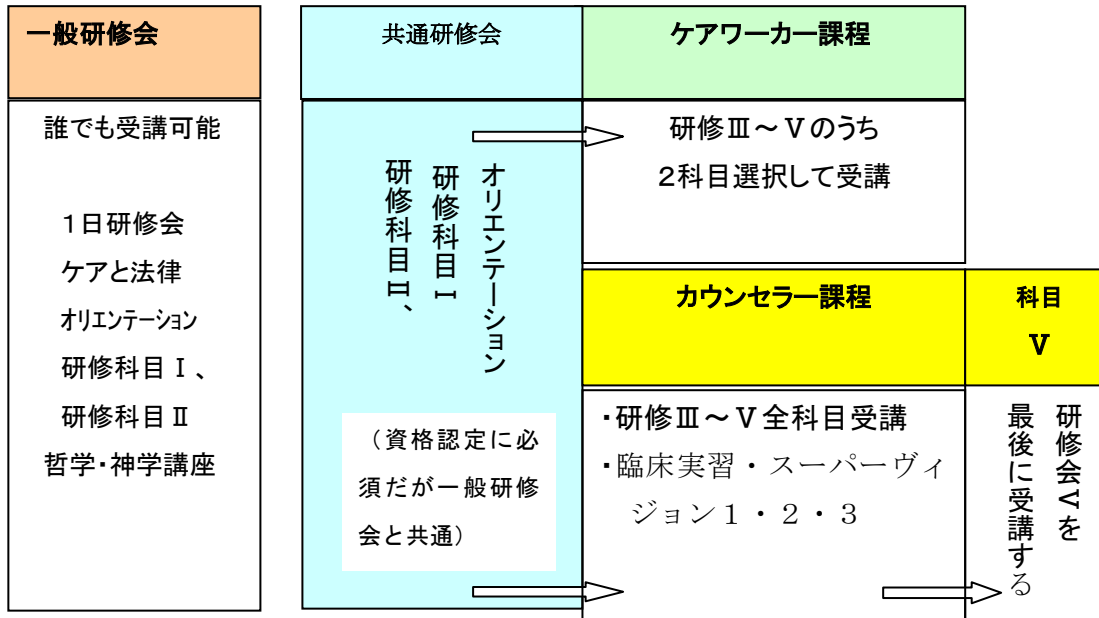 一般研修会
誰でも受講可能
1日研修会
ケアと法律
オリエンテーション
研修科目Ⅰ、
研修科目Ⅱ
哲学・神学講座
共通研修会
オリエンテーション
研修科目Ⅰ
研修科目Ⅱ、
（資格認定に必
須だが一般研修
会と共通）
ケアワーカー課程
研修Ⅲ～Ⅴのうち
2科目選択して受講
カウンセラー課程
・研修Ⅲ～Ⅴ全科目受講
・臨床実習・スーパーヴィ
ジョン１・２・３
科目
Ⅴ
研修会Ⅴを
最後に受講する